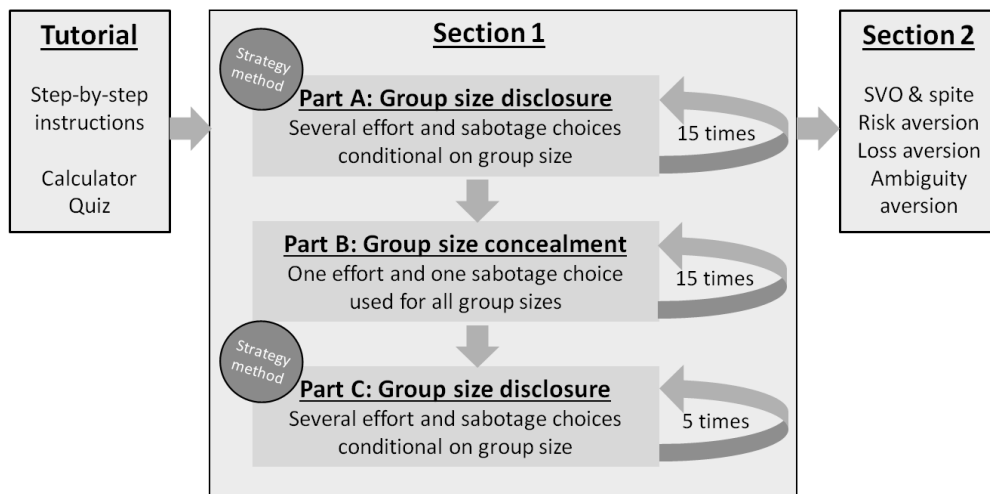 Tutorial
Step-by-step
instructions
Calculator
Quiz
Section 1
Strategy
method
Part A: Group size disclosure
Several effort and sabotage choices
conditional on group size
15 times
Part B: Group size concealment
One effort and one sabotage choice
used for all group sizes
15 times
Strategy
method
Part C: Group size disclosure
Several effort and sabotage choices
conditional on group size
5 times
Section 2
SVO & spite
Risk aversion
Loss aversion
Ambiguity
aversion